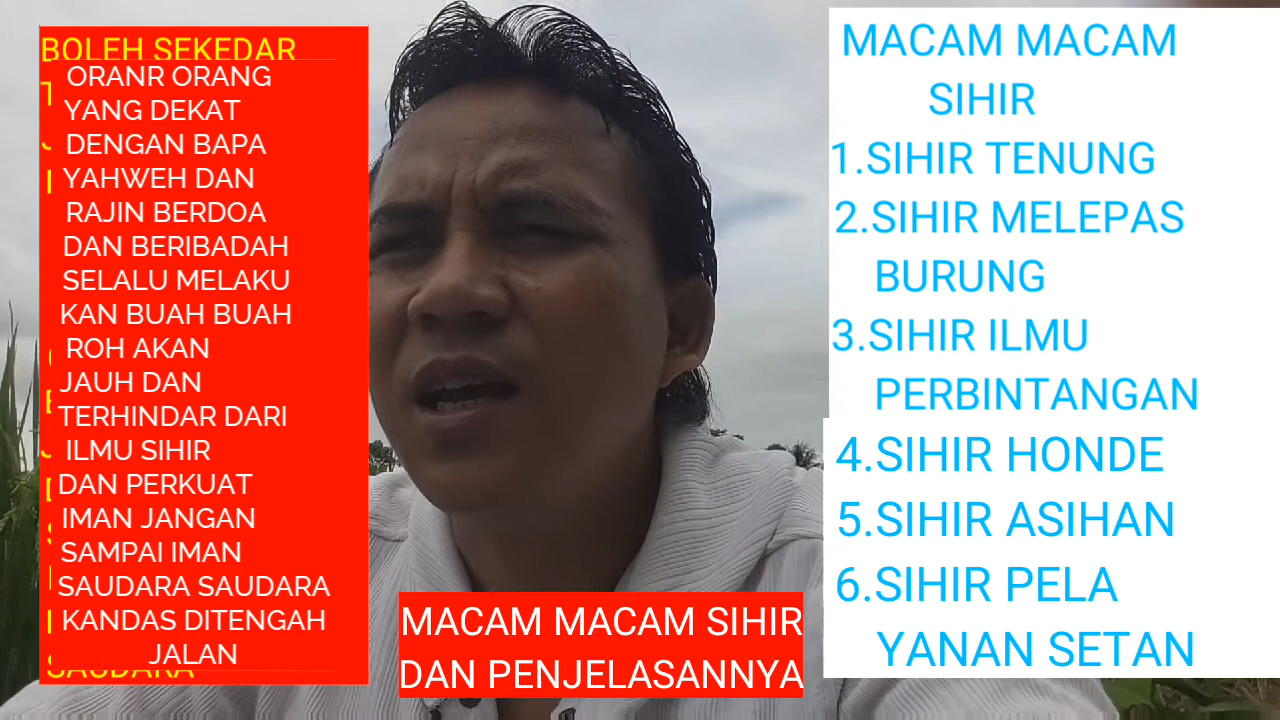 BOLEH SEKEDAR
ORANR ORANG
YANG DEKAT
DENGAN BAPA
YAHWEH DAN
RAJIN BERDOA
DAN BERIBADAH
SELALU MELAKU
KAN BUAH BUAH
ROH AKAN
JAUH DAN
TERHINDAR DARI
ILMU SIHIR
DAN PERKUAT
IMAN JANGAN
SAMPAI IMAN
SAUDARA SAUDARA
KANDAS DITENGAH
JALAN
SAUDARA
MACAM MACAM SIHIR
DAN PENJELASANNYA
MACAM MACAM
SIHIR
1.SIHIR TENUNG
2.SIHIR MELEPAS
BURUNG
3.SIHIR ILMU
PERBINTANGAN
4.SIHIR HONDE
5.SIHIR ASIHAN
6.SIHIR PELA
YANAN SETAN